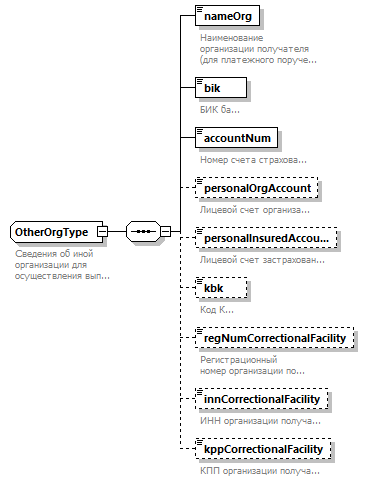 nameOrg
Наименование
организации получателя
(для платежного поруче...
bik
БИК ба...
accountNum
Номер счета страхова...
personalOrgAccount
Лицевой счет организа...
OtherOrgType
Сведения об иной
организации для
осуществления вып...
personalInsuredAccou...
Лицевой счет застрахован...
kbk
Код К...
regNumCorrectionalFacility
Регистрационный
номер организации по...
innCorrectionalFacility
ИНН организации получа...
kppCorrectionalFacility
КПП организации получа...